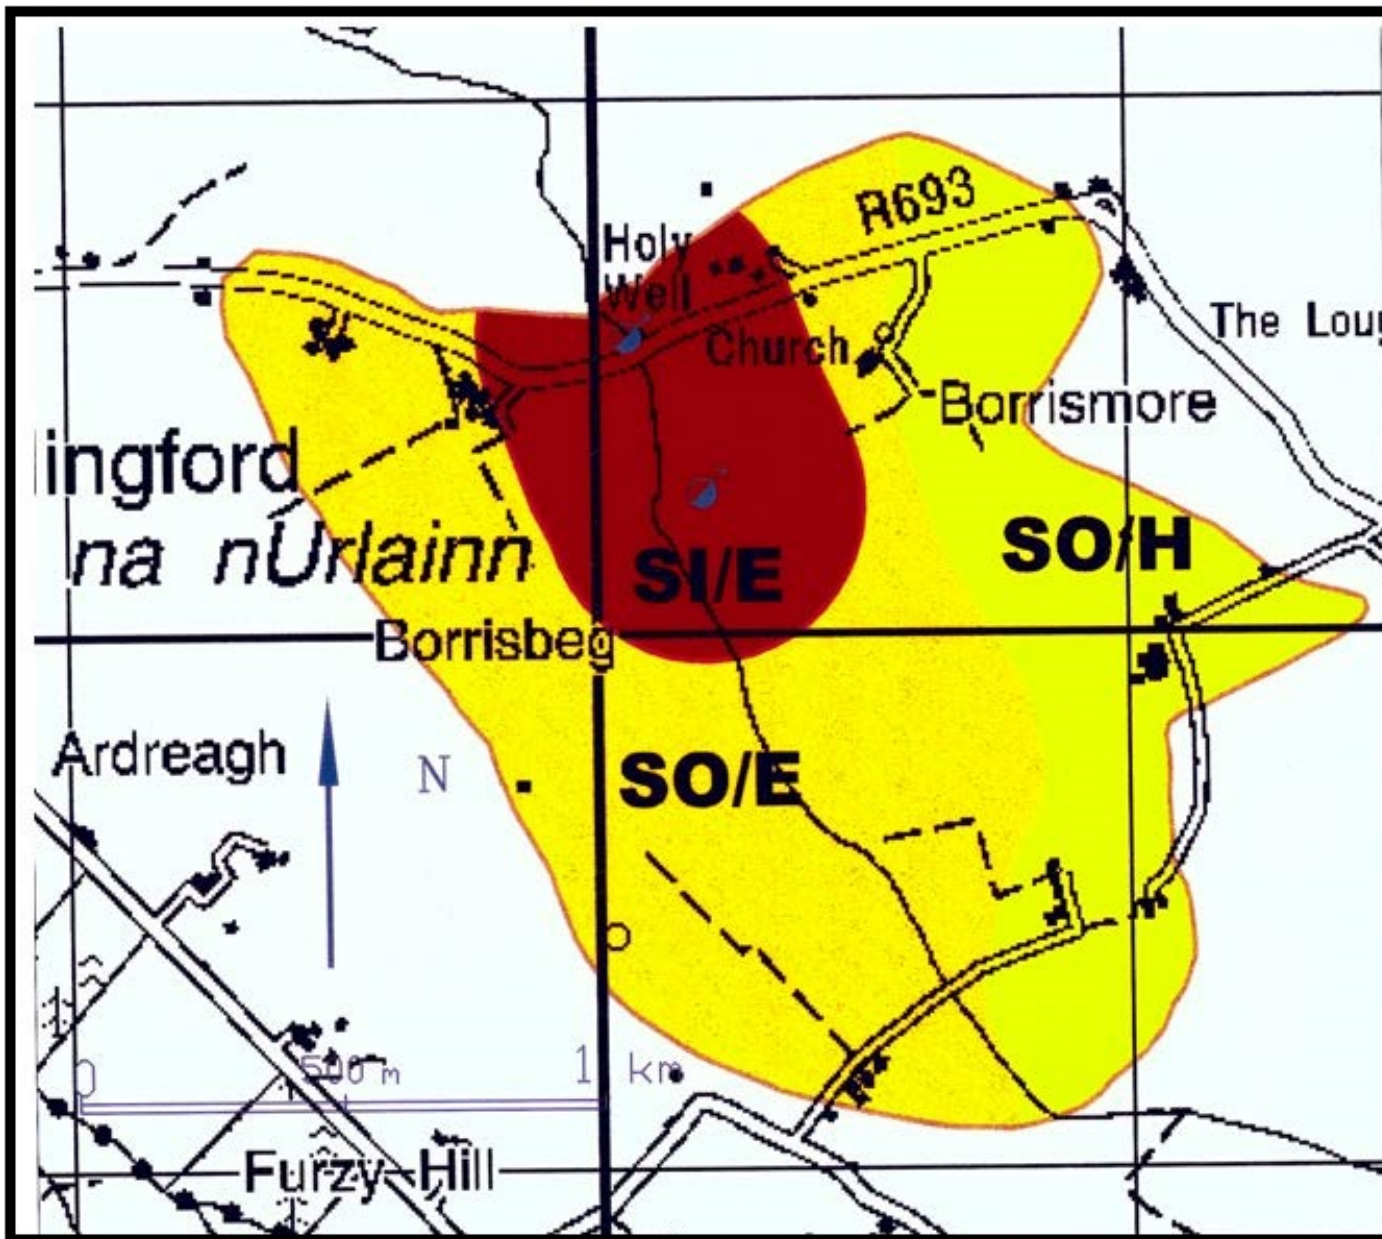 R693
Holy
Well
Church
The Loug
Borrismore
ingford
na nUrlainn
SO/H
SI/E
Borrisbeg
Ardreagh
N
SO/E
0 500 m 1 km
Furzy Hill